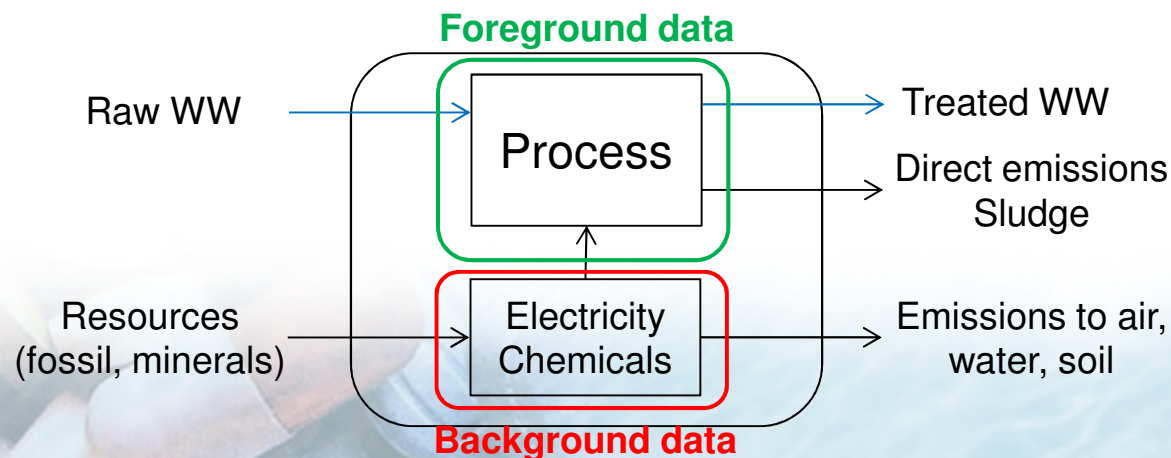 Foreground data
Raw WW
Process
Treated WW
Direct emissions
Sludge
Resources
(fossil, minerals)
Electricity
Chemicals
Emissions to air,
water, soil
Background data